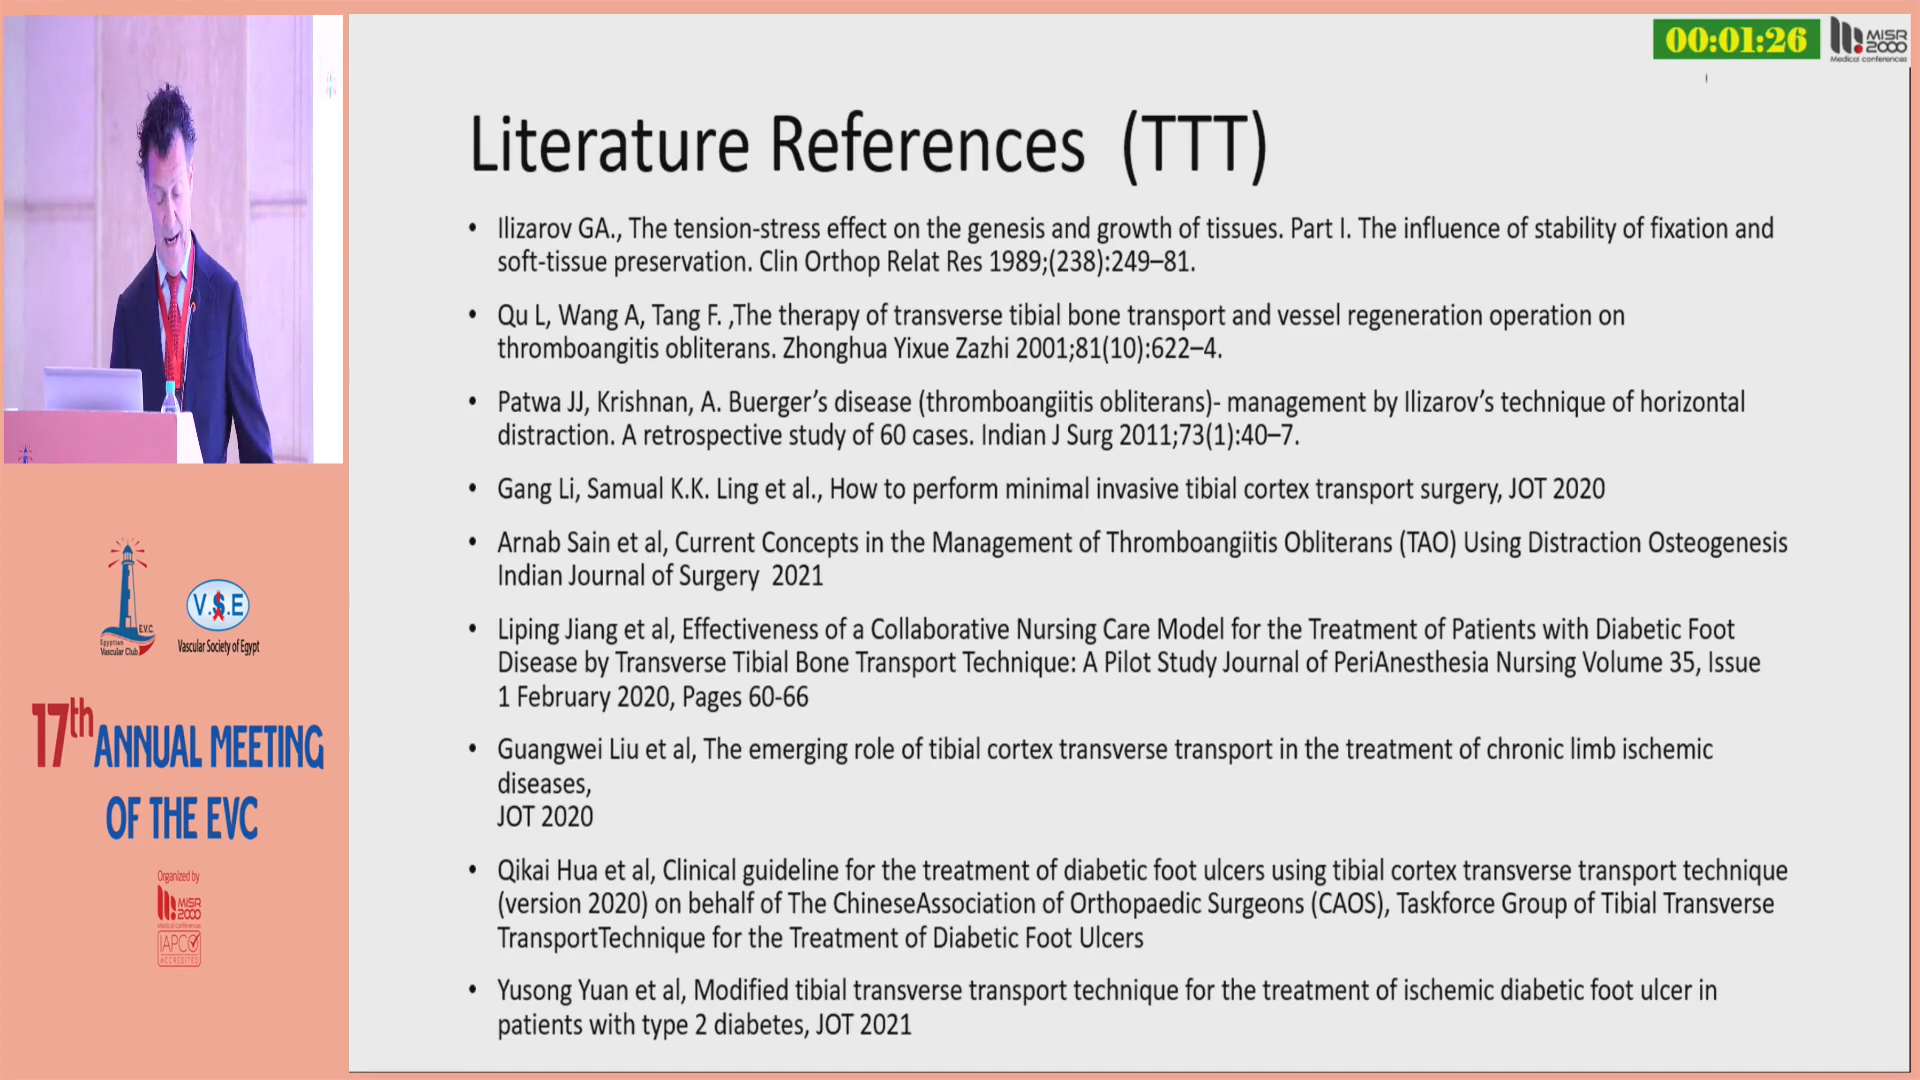 00:01:26
MISR
2000
Medical conferences
Literature References (TTT)
• Ilizarov GA., The tension-stress effect on the genesis and growth of tissues. Part I. The influence of stability of fixation and
soft-tissue preservation. Clin Orthop Relat Res 1989;(238):249–81.
• Qu L, Wang A, Tang F. ,The therapy of transverse tibial bone transport and vessel regeneration operation on
thromboangitis obliterans. Zhonghua Yixue Zazhi 2001;81(10):622–4.
• Patwa JJ, Krishnan, A. Buerger’s disease (thromboangiitis obliterans)- management by Ilizarov’s technique of horizontal
distraction. A retrospective study of 60 cases. Indian J Surg 2011;73(1):40–7.
• Gang Li, Samual K.K. Ling et al., How to perform minimal invasive tibial cortex transport surgery, JOT 2020
• Arnab Sain et al, Current Concepts in the Management of Thromboangiitis Obliterans (TAO) Using Distraction Osteogenesis
Indian Journal of Surgery 2021
• Liping Jiang et al, Effectiveness of a Collaborative Nursing Care Model for the Treatment of Patients with Diabetic Foot
Disease by Transverse Tibial Bone Transport Technique: A Pilot Study Journal of PeriAnesthesia Nursing Volume 35, Issue
1 February 2020, Pages 60-66
• Guangwei Liu et al, The emerging role of tibial cortex transverse transport in the treatment of chronic limb ischemic
diseases,
JOT 2020
• Qikai Hua et al, Clinical guideline for the treatment of diabetic foot ulcers using tibial cortex transverse transport technique
(version 2020) on behalf of The ChineseAssociation of Orthopaedic Surgeons (CAOS), Taskforce Group of Tibial Transverse
TransportTechnique for the Treatment of Diabetic Foot Ulcers
• Yusong Yuan et al, Modified tibial transverse transport technique for the treatment of ischemic diabetic foot ulcer in
patients with type 2 diabetes, JOT 2021
E.V.C.
Egyptian
Vascular Club
V.S.E
Vascular Society of Egypt
17th ANNUAL MEETING
OF THE EVC
Organized by
MISR
2000
Medical conferences
IAPCO
ACCREDITED